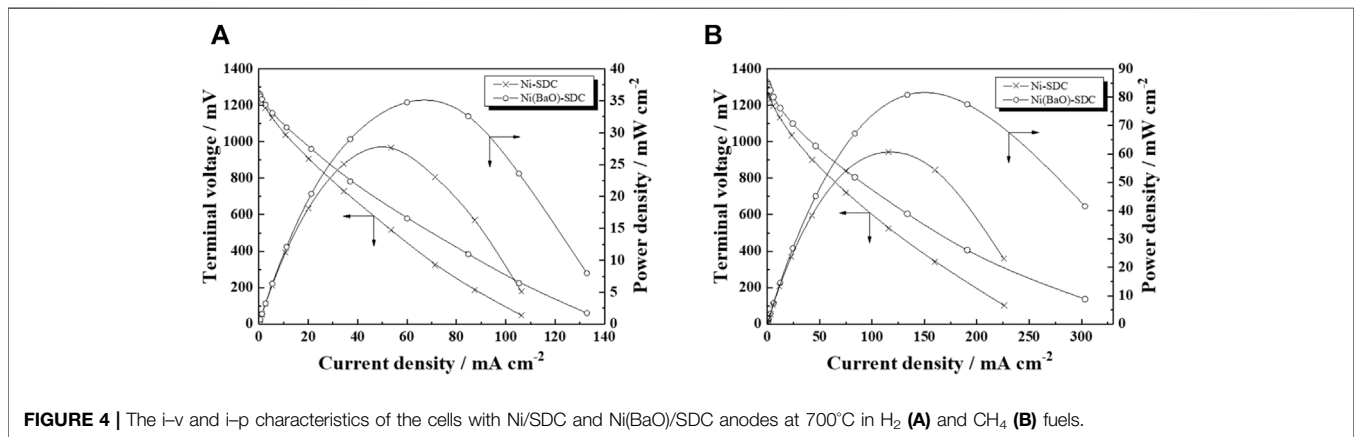 A
1400
1200
1000
800
600
400
200
0
Terminal voltage / mV
0 20 40 60 80 100 120 140
Current density / mA cm-2
40
35
30
25
20
15
10
5
0
Power density / mW cm-2
Ni-SDC
Ni(BaO)-SDC
B
1400
1200
1000
800
600
400
200
0
Terminal voltage / mV
0 50 100 150 200 250 300
Current density / mA cm-2
90
80
70
60
50
40
30
20
10
0
Power density / mW cm-2
Ni-SDC
Ni(BaO)-SDC
FIGURE 4 | The i–v and i–p characteristics of the cells with Ni/SDC and Ni(BaO)/SDC anodes at 700°C in H2 (A) and CH4 (B) fuels.